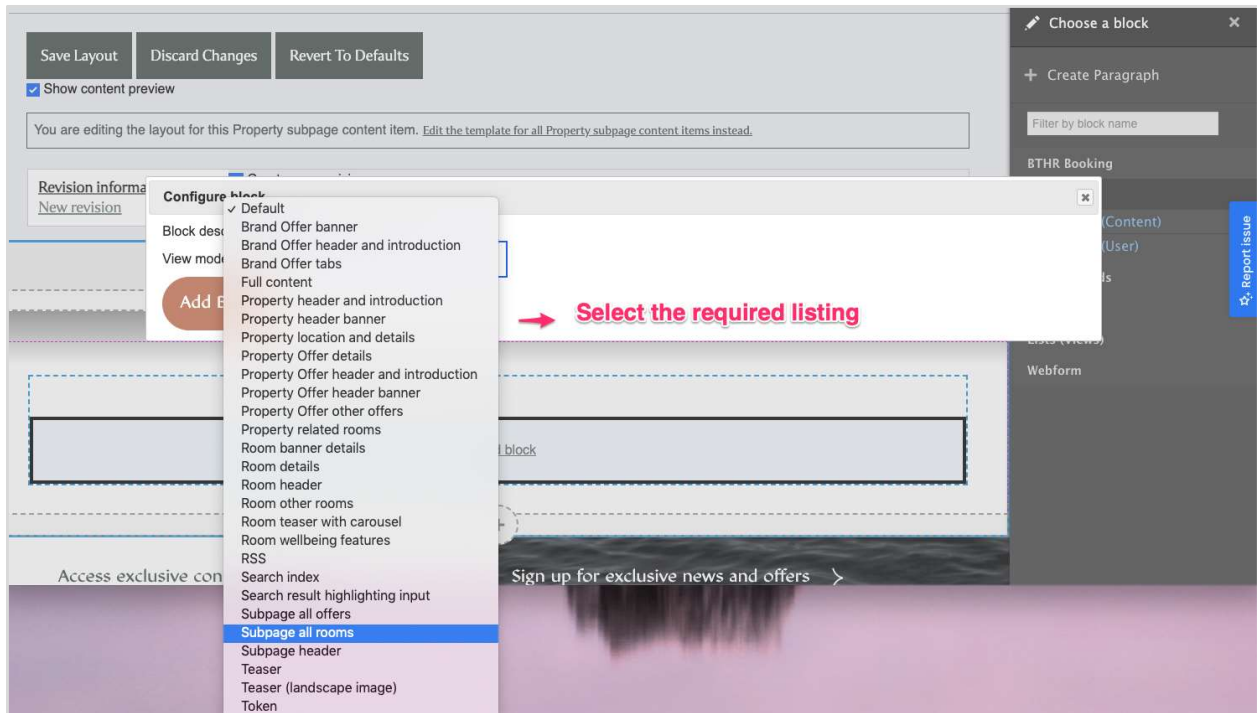 Save Layout
Discard Changes
Revert To Defaults
Show content preview
You are editing the layout for this Property subpage content item. Edit the template for all Property subpage content items instead.
Revision informa
New revision
Configure block
Block desc
View mode
Add
Default
Brand Offer banner
Brand Offer header and introduction
Brand Offer tabs
Full content
Property header and introduction
Property header banner
Property location and details
Property Offer details
Property Offer header and introduction
Property Offer header banner
Property Offer other offers
Property related rooms
Room banner details
Room details
Room header
Room other rooms
Room teaser with carousel
Room wellbeing features
RSS
Search index
Search result highlighting input
Subpage all offers
Subpage all rooms
Subpage header
Teaser
Teaser (landscape image)
Token
Select the required listing
block
Access exclusive con
Sign up for exclusive news and offers
Choose a block
Create Paragraph
Filter by block name
BTHR Booking
(Content)
(User)
ds
Lists (Views)
Webform
Report issue